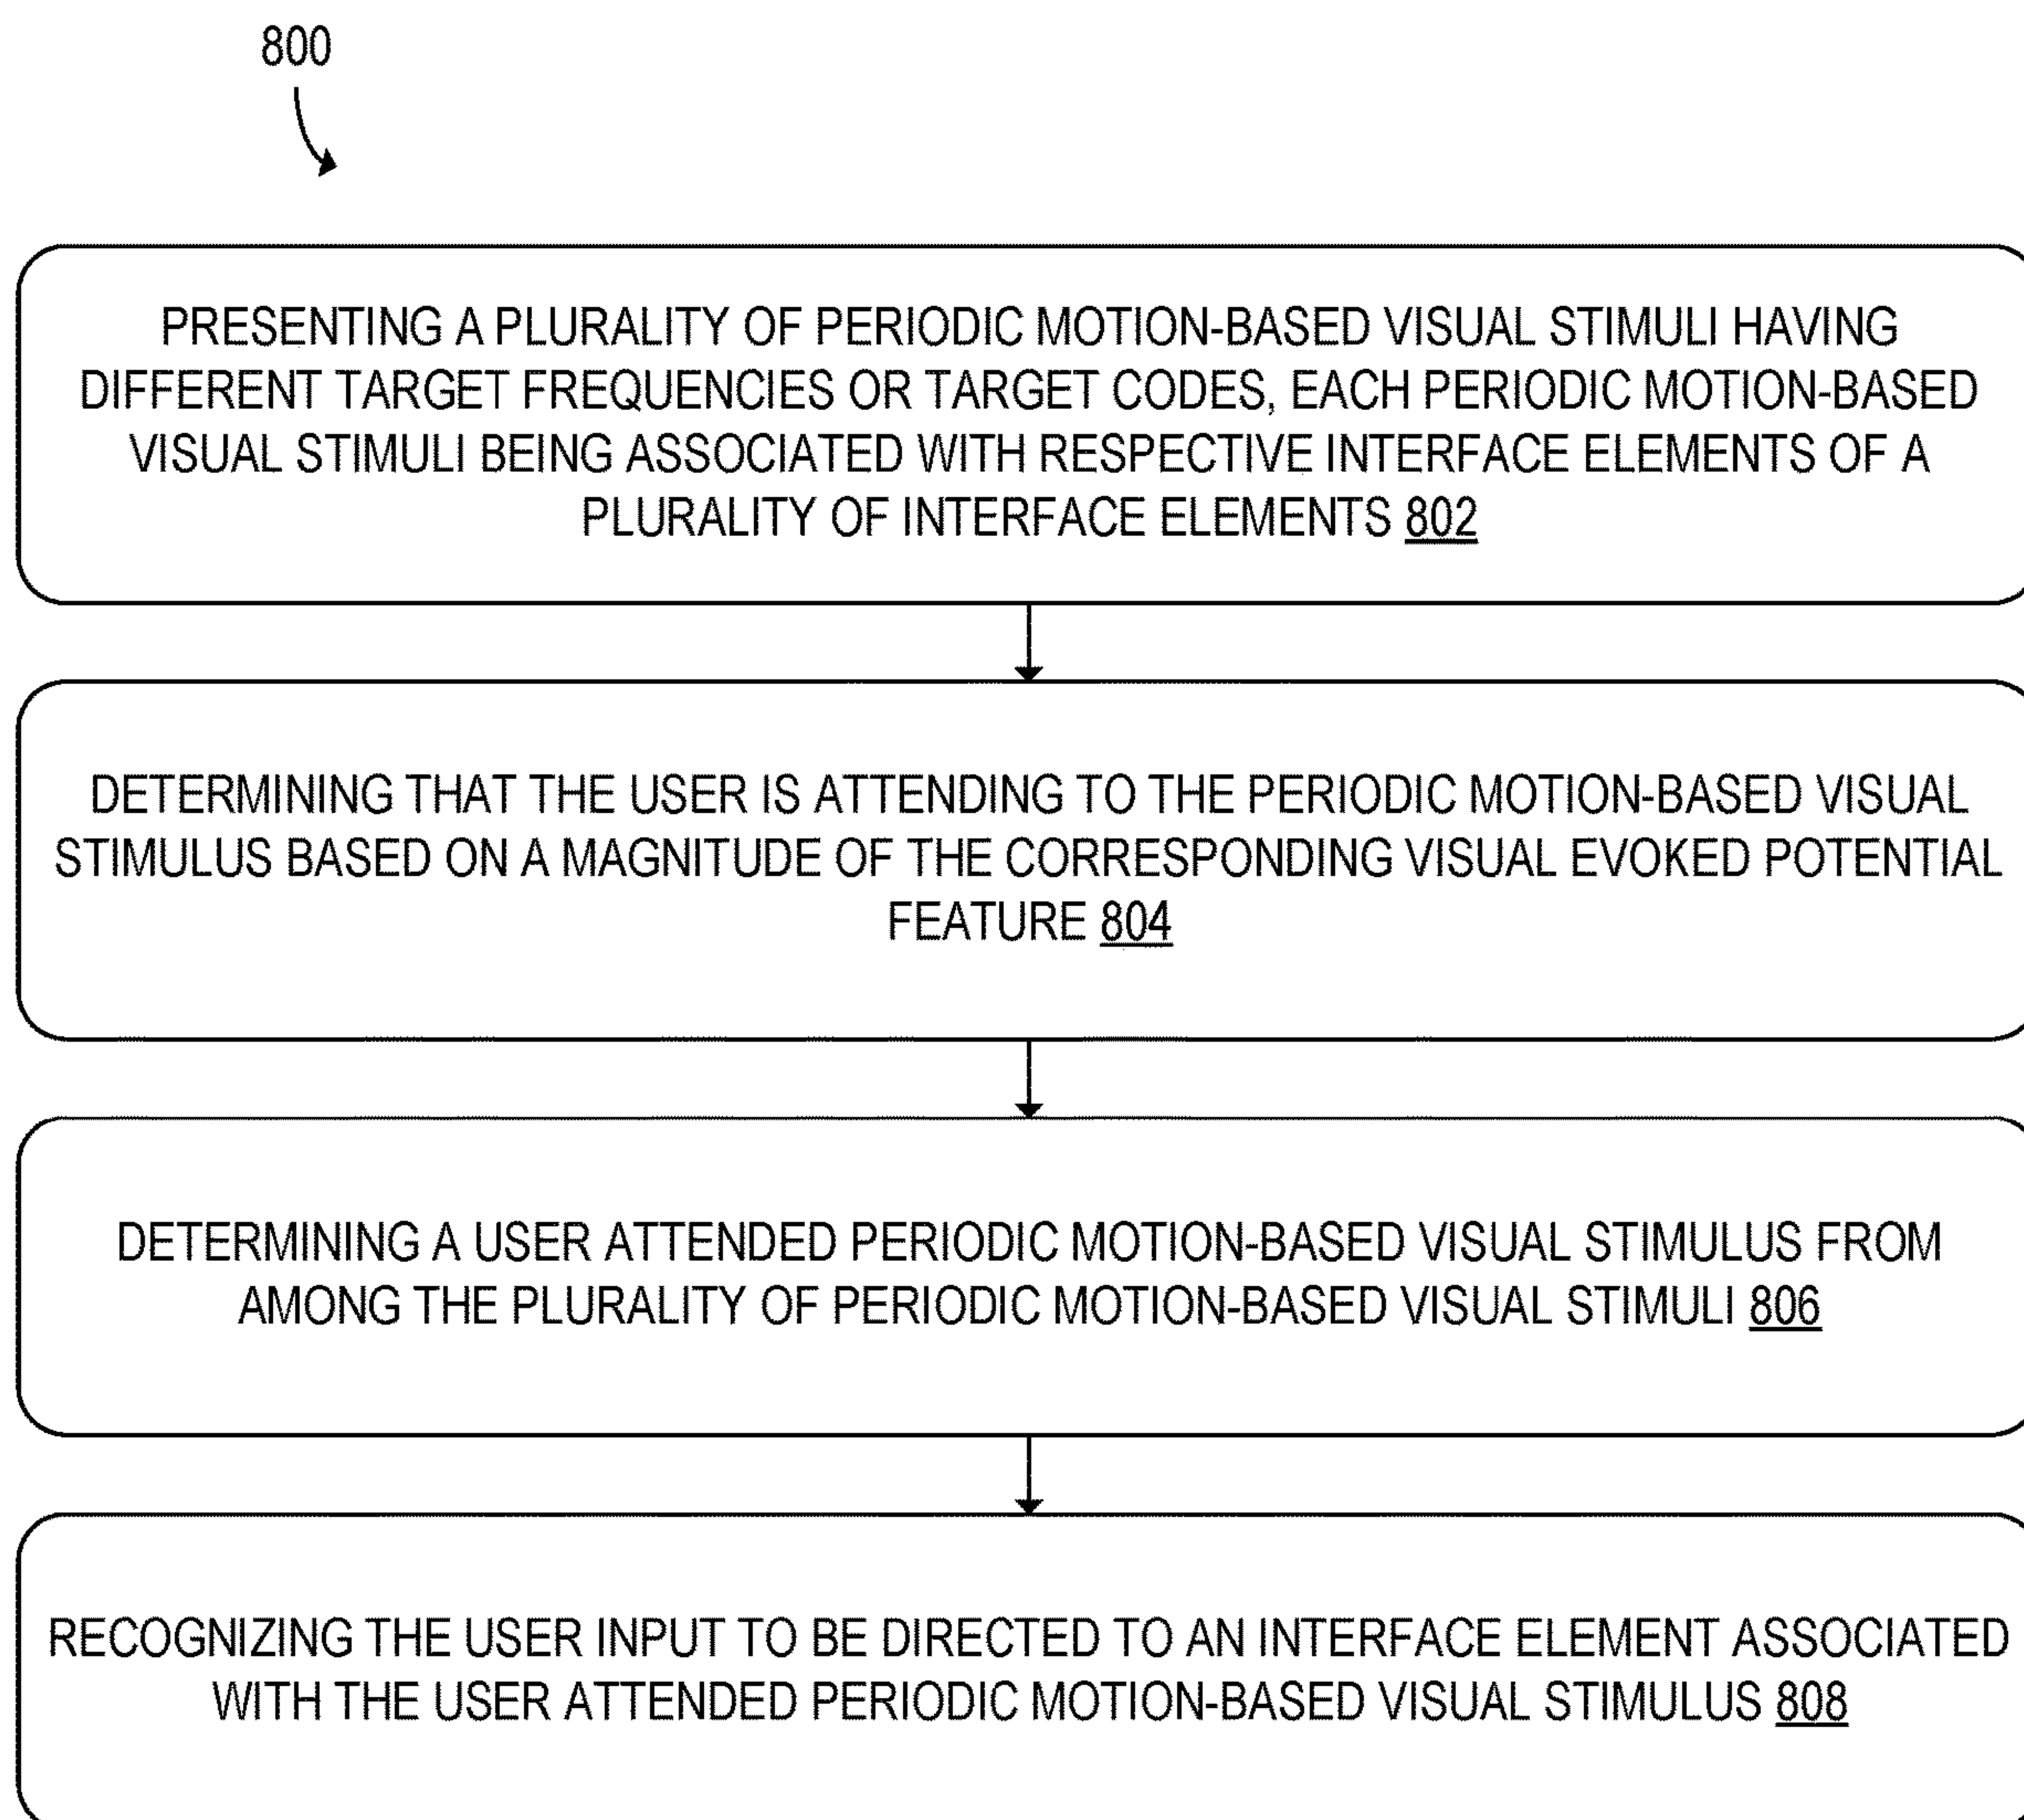 800
PRESENTING A PLURALITY OF PERIODIC MOTION-BASED VISUAL STIMULI HAVING
DIFFERENT TARGET FREQUENCIES OR TARGET CODES, EACH PERIODIC MOTION-BASED
VISUAL STIMULI BEING ASSOCIATED WITH RESPECTIVE INTERFACE ELEMENTS OF A
PLURALITY OF INTERFACE ELEMENTS 802
DETERMINING THAT THE USER IS ATTENDING TO THE PERIODIC MOTION-BASED VISUAL
STIMULUS BASED ON A MAGNITUDE OF THE CORRESPONDING VISUAL EVOKED POTENTIAL
FEATURE 804
DETERMINING A USER ATTENDED PERIODIC MOTION-BASED VISUAL STIMULUS FROM
AMONG THE PLURALITY OF PERIODIC MOTION-BASED VISUAL STIMULI 806
RECOGNIZING THE USER INPUT TO BE DIRECTED TO AN INTERFACE ELEMENT ASSOCIATED
WITH THE USER ATTENDED PERIODIC MOTION-BASED VISUAL STIMULUS 808